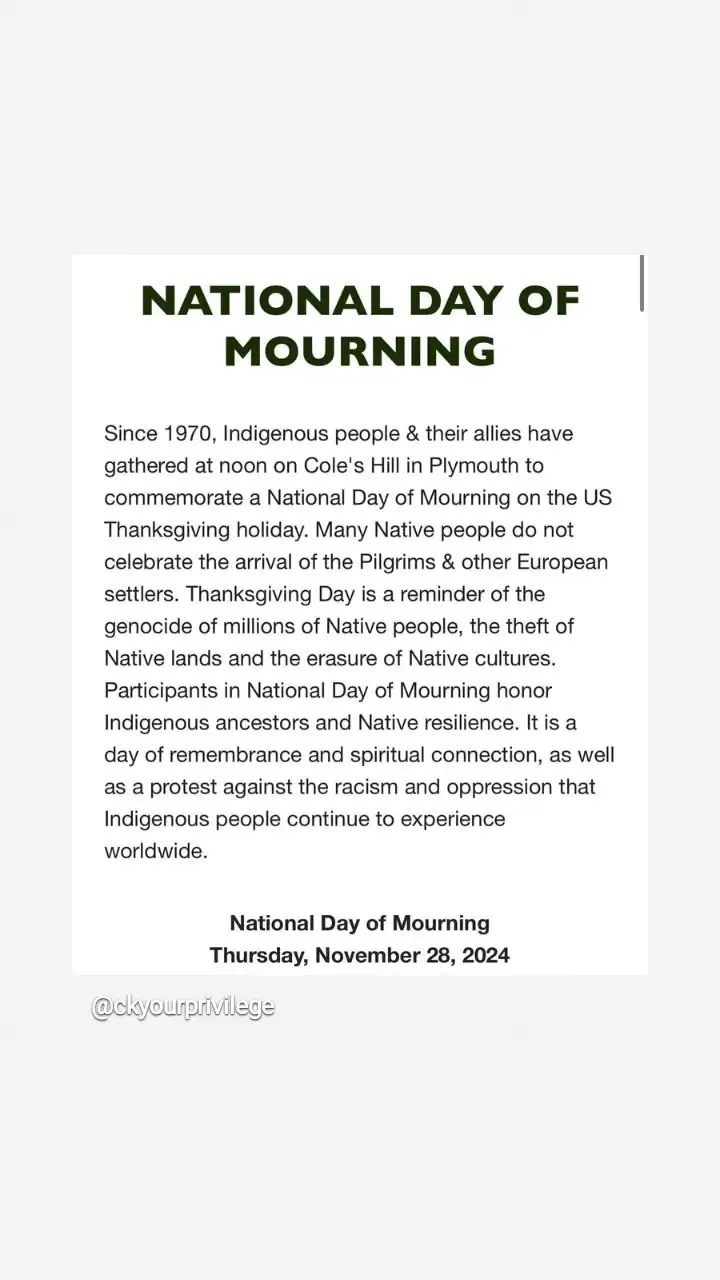 NATIONAL DAY OF
MOURNING
Since 1970, Indigenous people & their allies have
gathered at noon on Cole's Hill in Plymouth to
commemorate a National Day of Mourning on the US
Thanksgiving holiday. Many Native people do not
celebrate the arrival of the Pilgrims & other European
settlers. Thanksgiving Day is a reminder of the
genocide of millions of Native people, the theft of
Native lands and the erasure of Native cultures.
Participants in National Day of Mourning honor
Indigenous ancestors and Native resilience. It is a
day of remembrance and spiritual connection, as well
as a protest against the racism and oppression that
Indigenous people continue to experience
worldwide.
National Day of Mourning
Thursday, November 28, 2024
@ckyourprivilege